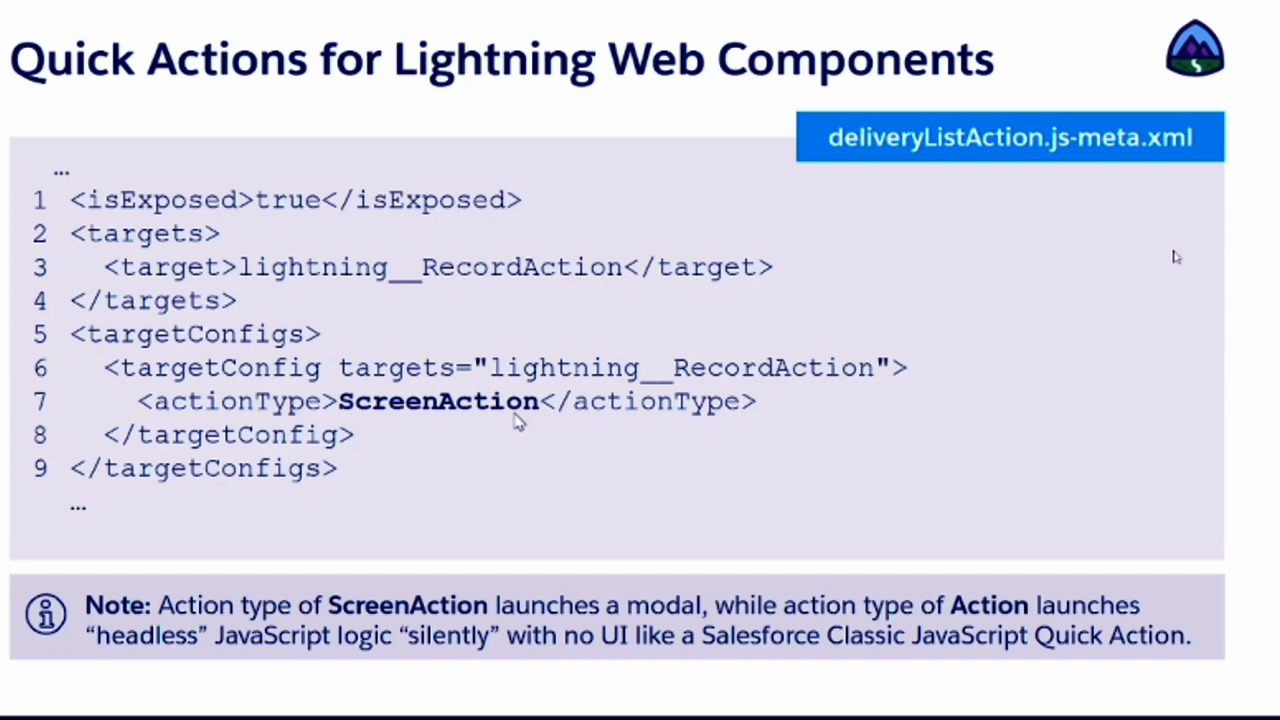 Quick Actions for Lightning Web Components
deliveryListAction.js-meta.xml
…
1 <isExposed>true</isExposed>
2 <targets>
3 <target>lightning__RecordAction</target>
4 </targets>
5 <targetConfigs>
6 <targetConfig targets="lightning__RecordAction">
7 <actionType>ScreenAction</actionType>
8 </targetConfig>
9 </targetConfigs>
…
Note: Action type of ScreenAction launches a modal, while action type of Action launches
“headless” JavaScript logic “silently” with no UI like a Salesforce Classic JavaScript Quick Action.